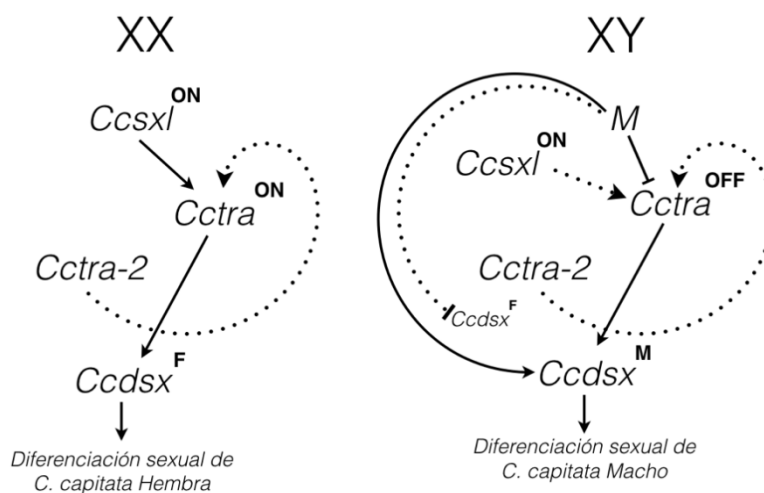 XX
Ccsxl ON
Cctra ON
Cctra-2
Ccdsx F
Diferenciación sexual de
C. capitata Hembra
XY
M
Ccsxl ON
Cctra OFF
Cctra-2
Ccdsx F
Ccdsx M
Diferenciación sexual de
C. capitata Macho